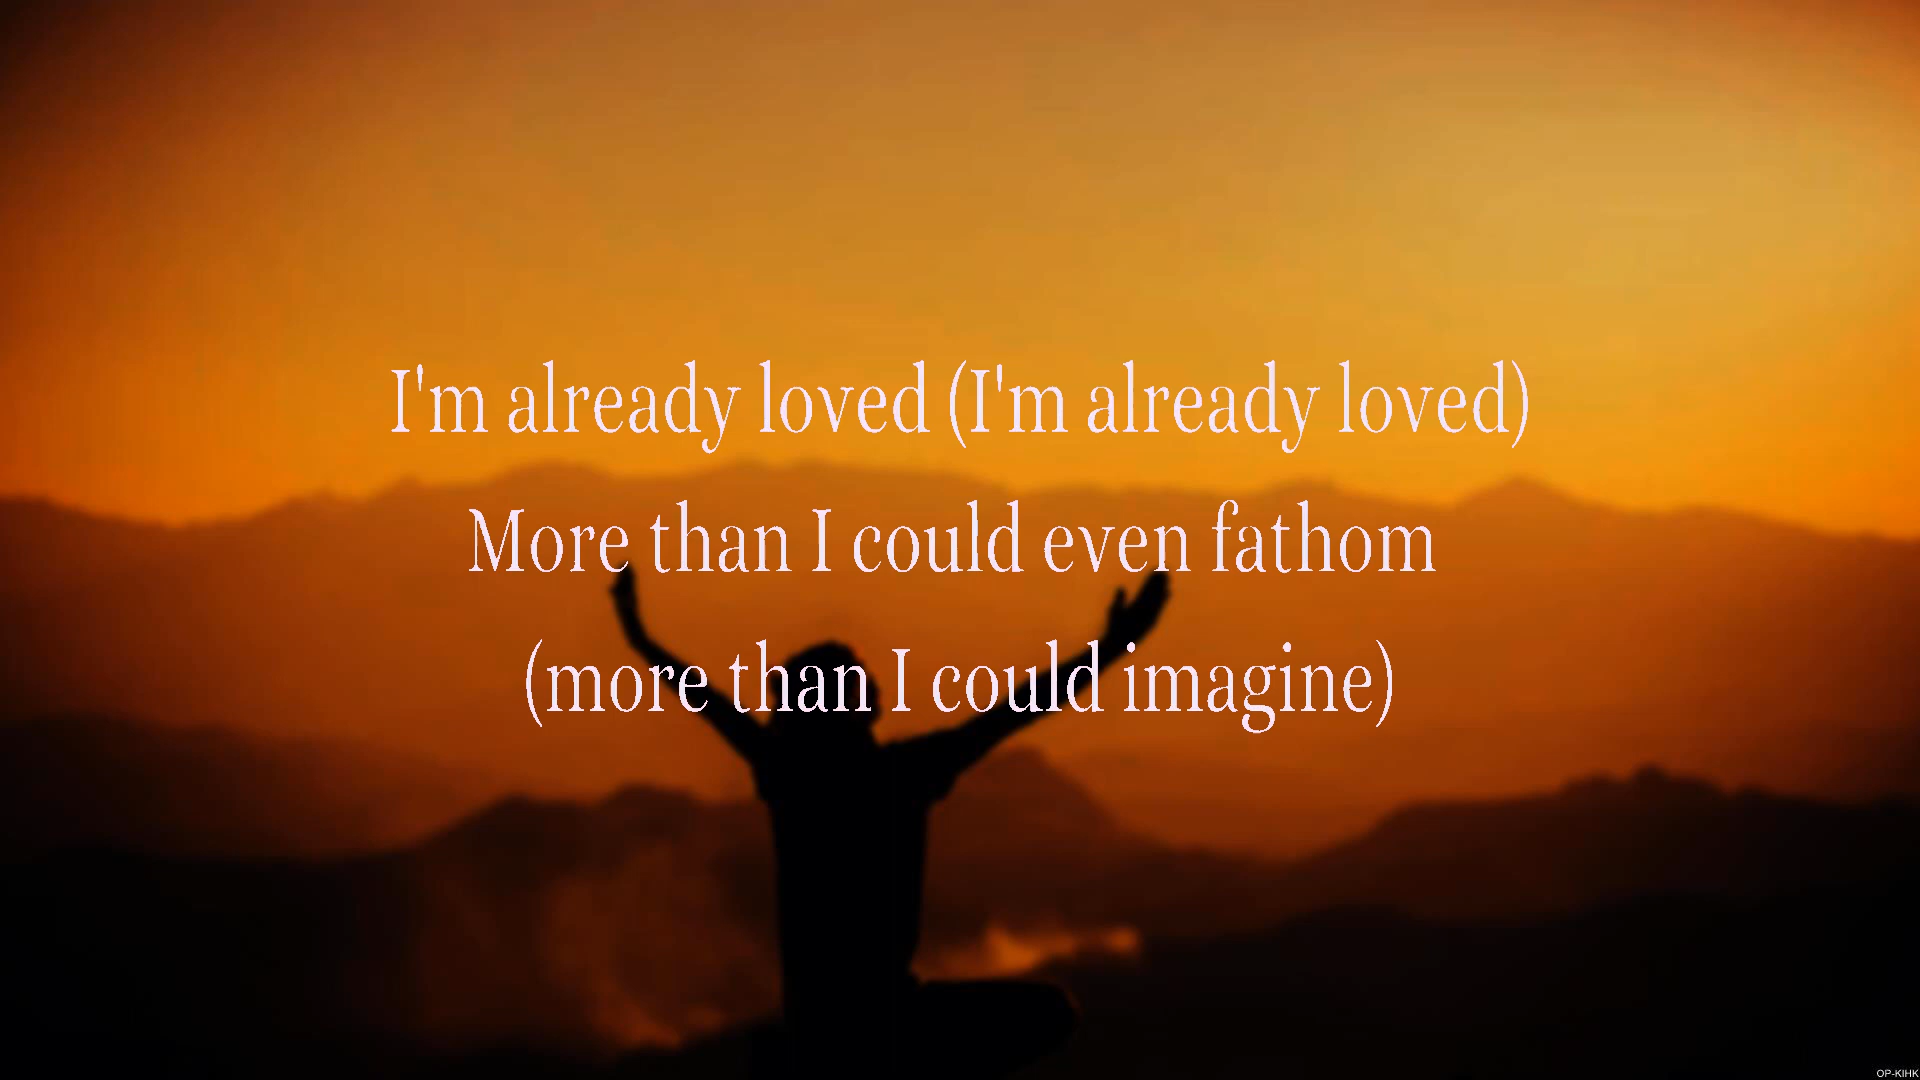 I'm already loved (I'm already loved)
More than I could even fathom
(more than I could imagine)
OP-KIHK